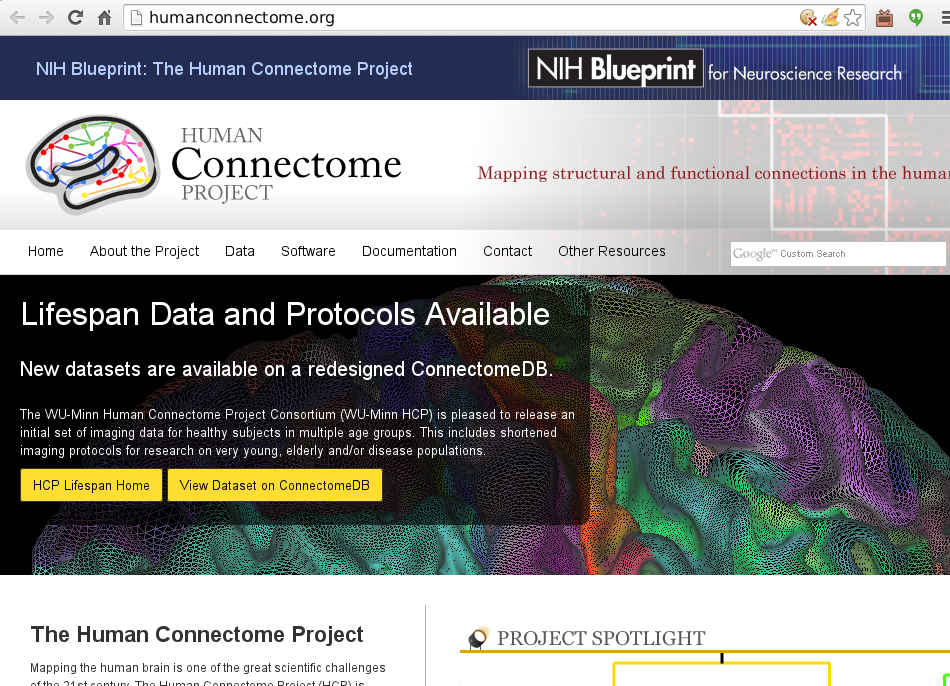 humanconnectome.org
NIH Blueprint: The Human Connectome Project
NIH Blueprint for Neuroscience Research
HUMAN
Connectome
PROJECT
Mapping structural and functional connections in the
Home About the Project Data Software Documentation Contact Other Resources
Google™ Custom Search
Lifespan Data and Protocols Available
New datasets are available on a redesigned ConnectomeDB.
The WU-Minn Human Connectome Project Consortium (WU-Minn HCP) is pleased to release an
initial set of imaging data for healthy subjects in multiple age groups. This includes shortened
imaging protocols for research on very young, elderly and/or disease populations.
HCP Lifespan Home View Dataset on ConnectomeDB
The Human Connectome Project
PROJECT SPOTLIGHT
Mapping the human brain is one of the great scientific challenges
of the 21st century. The Human Connectome Project (HCP) is